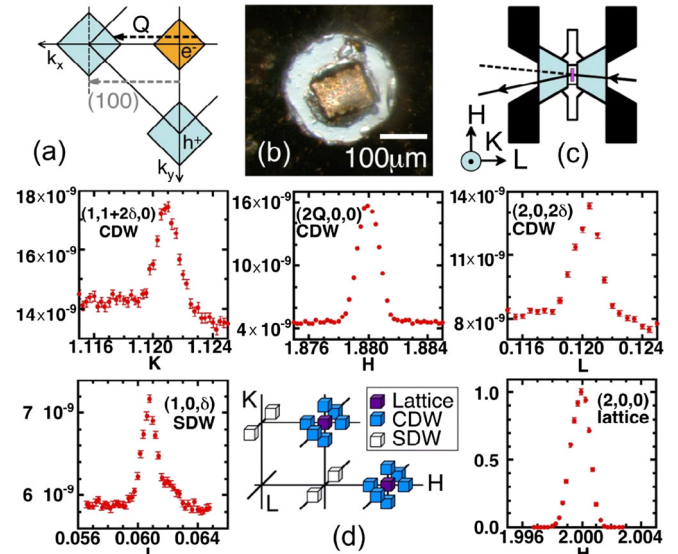 Q
e-
kx
(100)
h+
ky
(a)
(b)
100μm
H
K
L
(c)
18×10-9
16×10-9
14×10-9
(1,1+2δ,0)
CDW
1.116 1.120 1.124
K
16×10-9
10×10-9
4×10-9
(2Q,0,0)
CDW
1.876 1.880 1.884
H
14×10-9
13×10-9
8×10-9
(2,0,2δ)
CDW
0.116 0.120 0.124
L
7 ×10-9
6 ×10-9
(1,0,δ)
SDW
0.056 0.060 0.064
K
H
L
Lattice
CDW
SDW
(d)
1.0
0.5
0.0
(2,0,0)
lattice
1.996 2.000 2.004